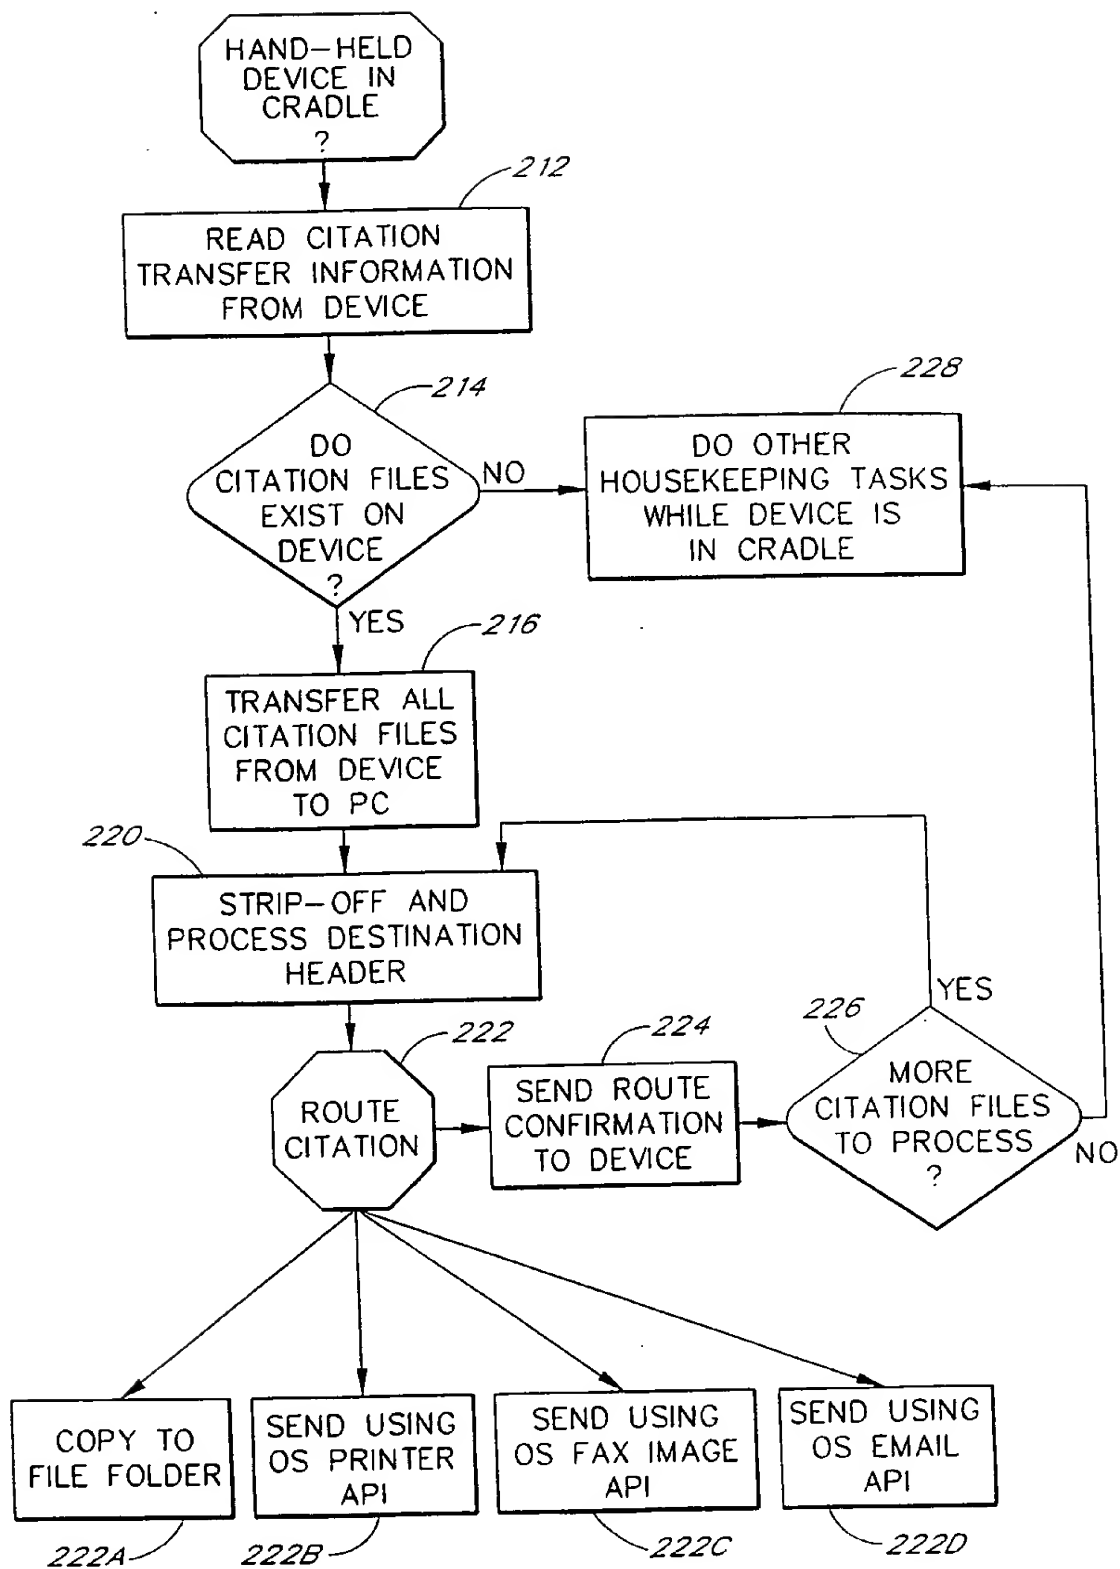 HAND-HELD
DEVICE IN
CRADLE
?
212
READ CITATION
TRANSFER INFORMATION
FROM DEVICE
214
DO
CITATION FILES
EXIST ON
DEVICE
?
NO
YES
228
DO OTHER
HOUSEKEEPING TASKS
WHILE DEVICE IS
IN CRADLE
216
TRANSFER ALL
CITATION FILES
FROM DEVICE
TO PC
220
STRIP-OFF AND
PROCESS DESTINATION
HEADER
222
ROUTE
CITATION
224
SEND ROUTE
CONFIRMATION
TO DEVICE
226
MORE
CITATION FILES
TO PROCESS
?
YES
NO
COPY TO
FILE FOLDER
222A
SEND USING
OS PRINTER
API
222B
SEND USING
OS FAX IMAGE
API
222C
SEND USING
OS EMAIL
API
222D